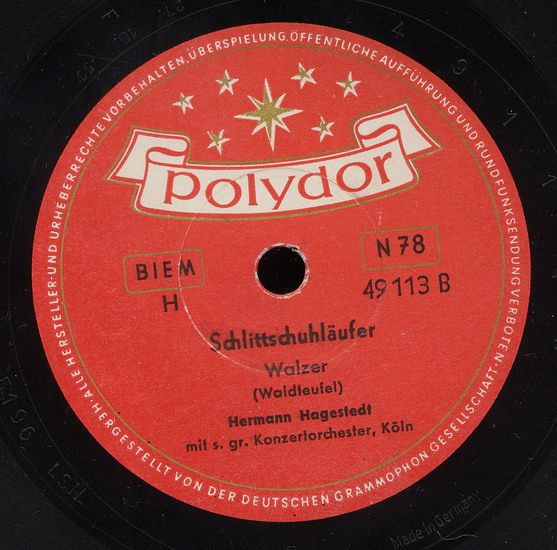 ALLE HERSTELLER- UND URHEBERRECHTE VORBEHALTEN. ÜBERSPIELUNG. ÖFFENTLICHE AUFFÜHRUNG UND RUNDFUNKSENDUNG VERBOTEN.
polydor
BIEM
N 78
H
49 113 B
Schlittschuhläufer
Walzer
(Waldteufel)
Hermann Hagestedt
mit s. gr. Konzertorchester, Köln
HERGESTELLT VON DER DEUTSCHEN GRAMMOPHON GESELLSCHAFT
Made in Germany